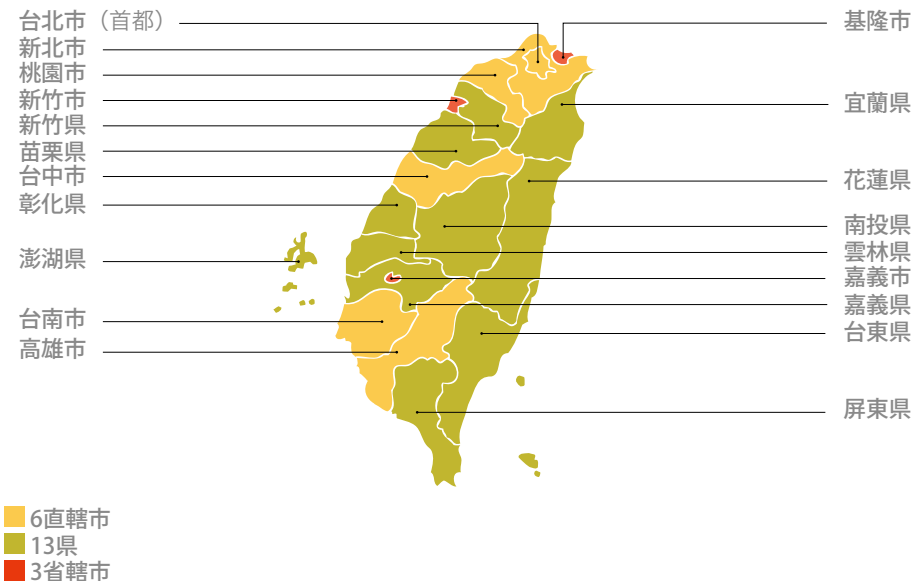 台北市（首都）
新北市
桃園市
新竹市
新竹県
苗栗県
台中市
彰化県
澎湖県
台南市
高雄市
基隆市
宜蘭県
花蓮県
南投県
雲林県
嘉義市
嘉義県
台東県
屏東県
6直轄市
13県
3省轄市